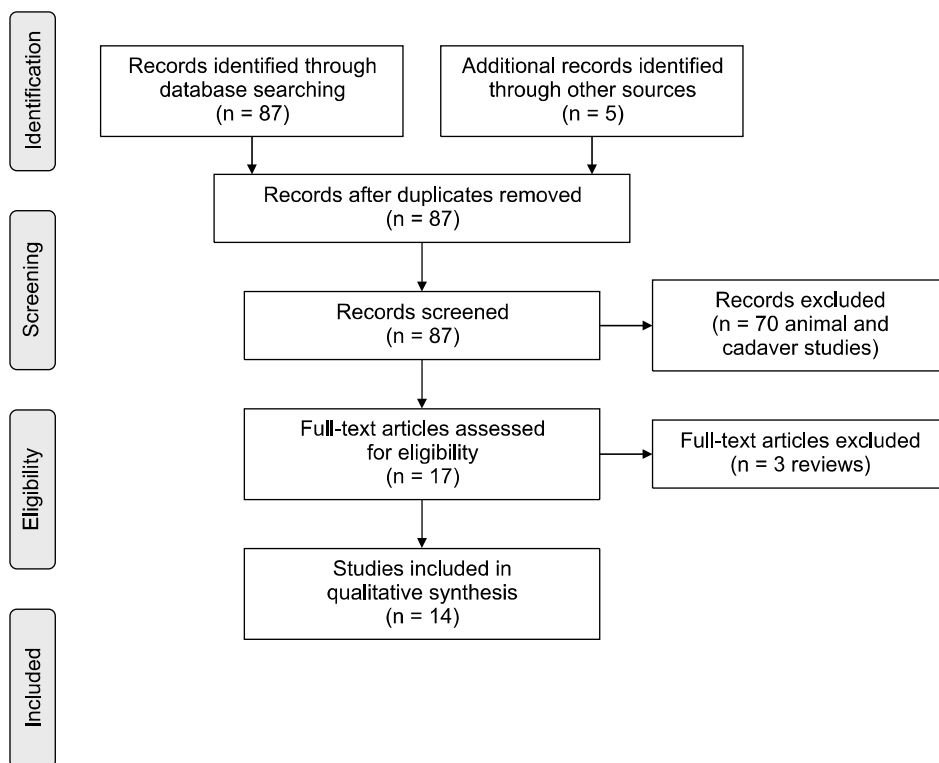 Identification
Records identified through
database searching
(n = 87)
Additional records identified
through other sources
(n = 5)
Records after duplicates removed
(n = 87)
Screening
Records screened
(n = 87)
Records excluded
(n = 70 animal and
cadaver studies)
Eligibility
Full-text articles assessed
for eligibility
(n = 17)
Full-text articles excluded
(n = 3 reviews)
Included
Studies included in
qualitative synthesis
(n = 14)